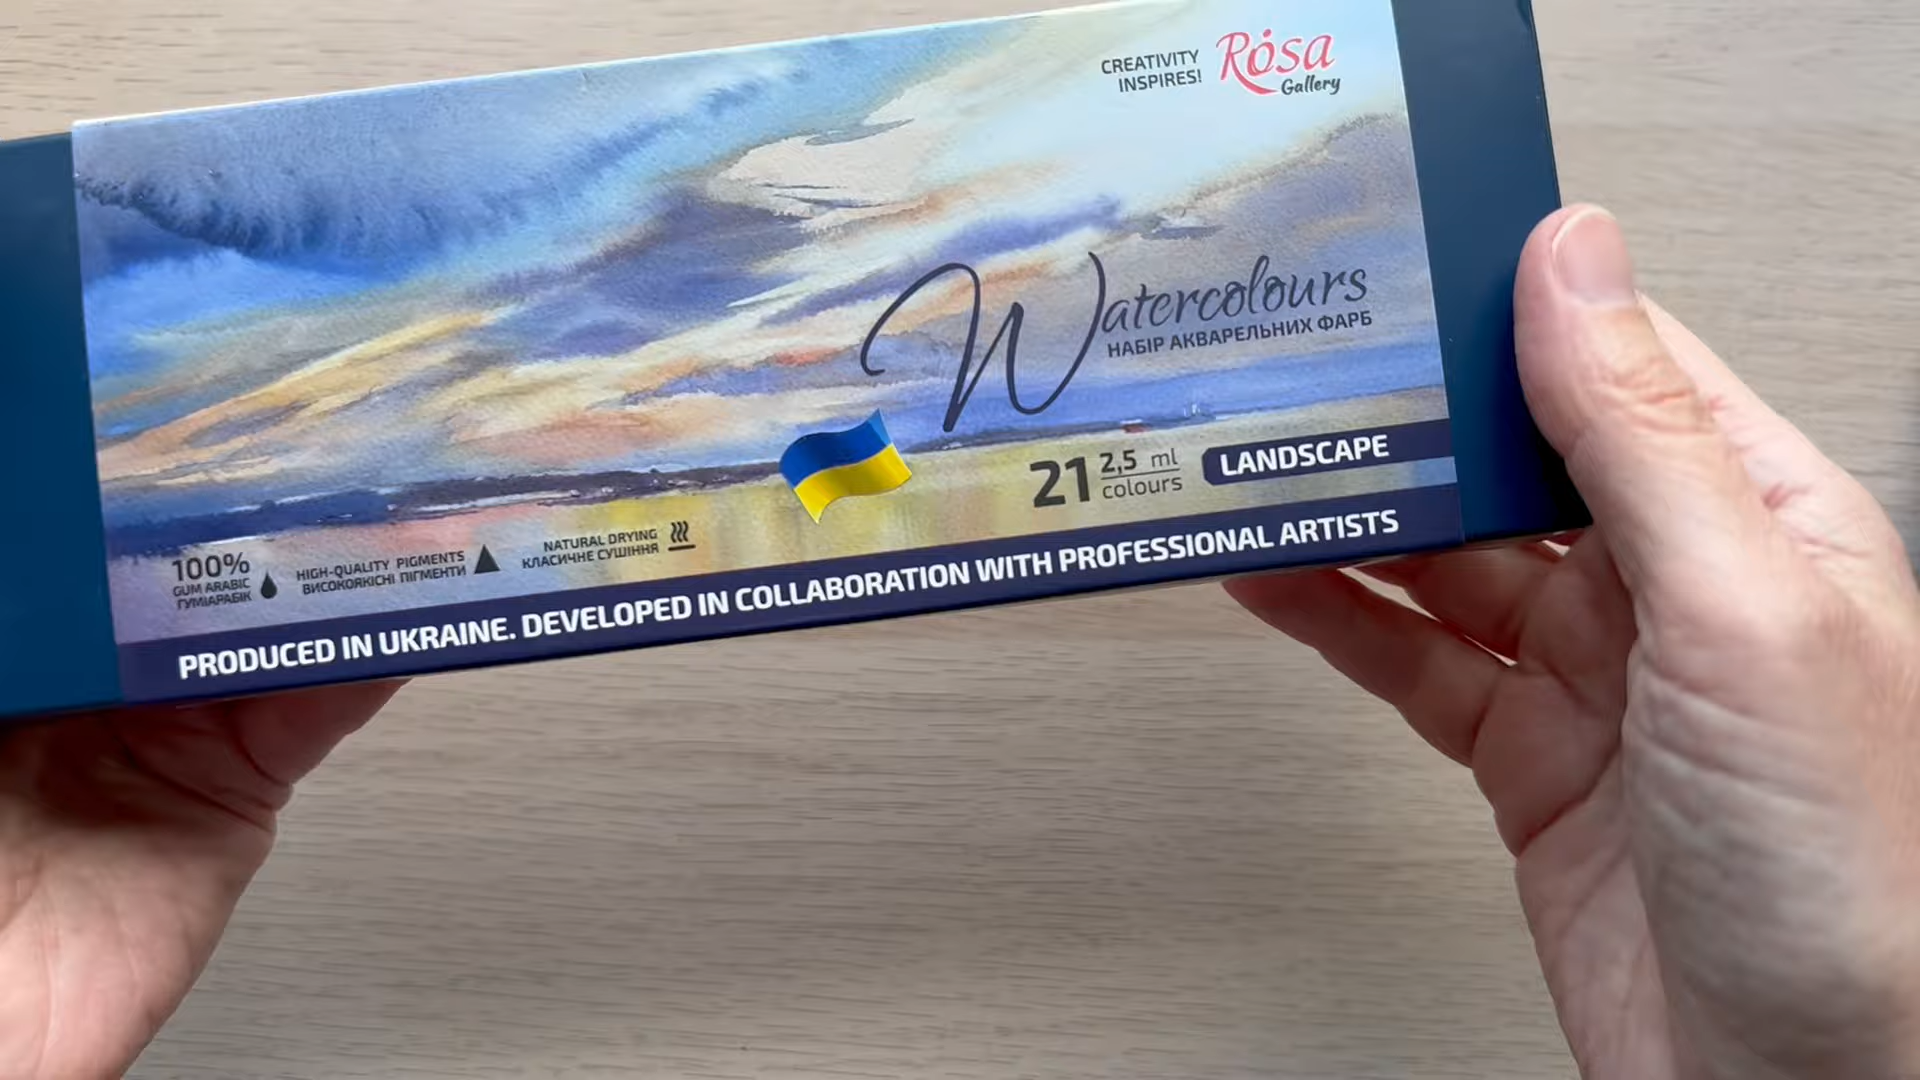 CREATIVITY
INSPIRES!
Rosa
Gallery
Watercolours
НАБІР АКВАРЕЛЬНИХ ФАРБ
21 2,5 ml
colours
LANDSCAPE
100%
GUM ARABIC
ГУМІАРАБІК
HIGH-QUALITY PIGMENTS
ВИСОКОЯКІСНІ ПІГМЕНТИ
NATURAL DRYING
КЛАСИЧНЕ СУШІННЯ
PRODUCED IN UKRAINE. DEVELOPED IN COLLABORATION WITH PROFESSIONAL ARTISTS